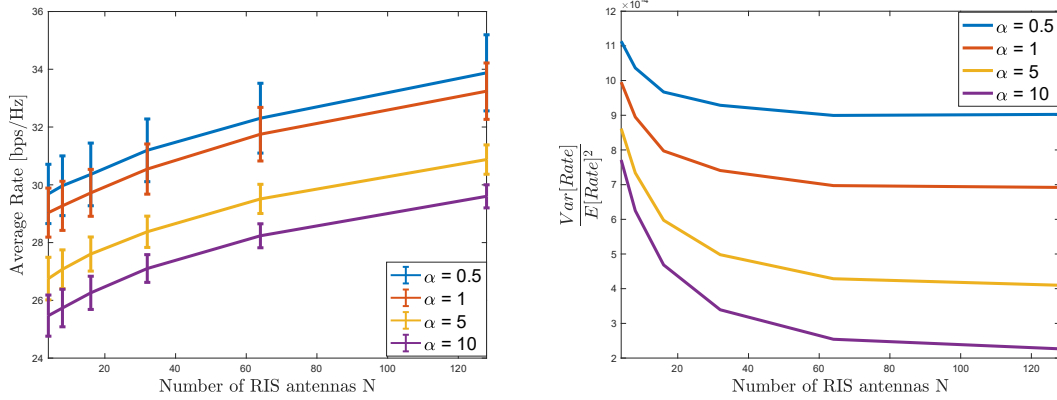 36
34
32
30
28
26
24
Average Rate [bps/Hz]
20
40
60
80
100
120
Number of RIS antennas N
α = 0.5
α = 1
α = 5
α = 10
×10⁻⁴
12
11
10
9
8
7
6
5
4
3
2
Var[Rate]
E[Rate]²
20
40
60
80
100
120
Number of RIS antennas N
α = 0.5
α = 1
α = 5
α = 10